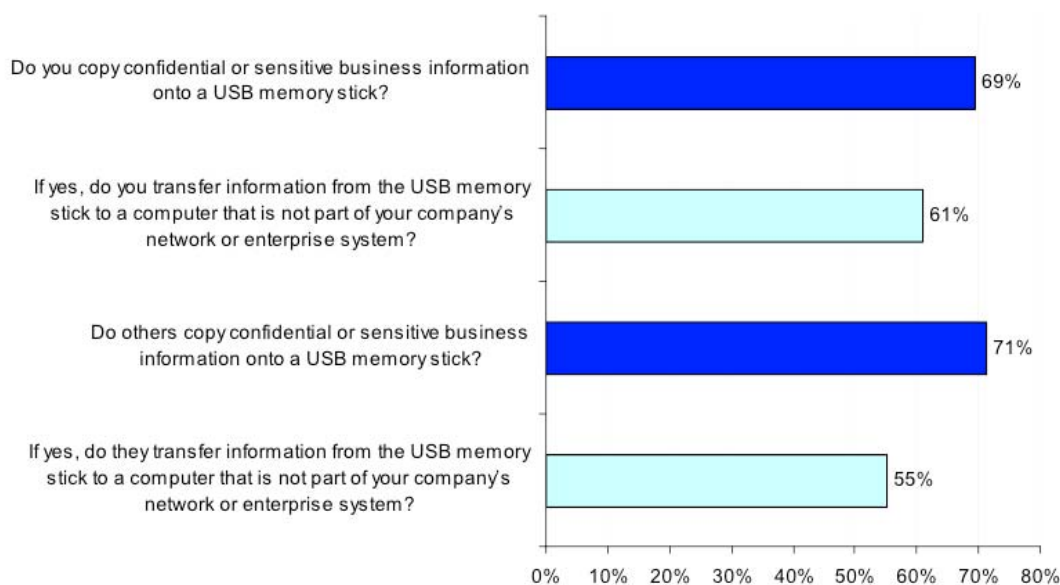 Do you copy confidential or sensitive business information
onto a USB memory stick?
69%
If yes, do you transfer information from the USB memory
stick to a computer that is not part of your company's
network or enterprise system?
61%
Do others copy confidential or sensitive business
information onto a USB memory stick?
71%
If yes, do they transfer information from the USB memory
stick to a computer that is not part of your company's
network or enterprise system?
55%
0% 10% 20% 30% 40% 50% 60% 70% 80%